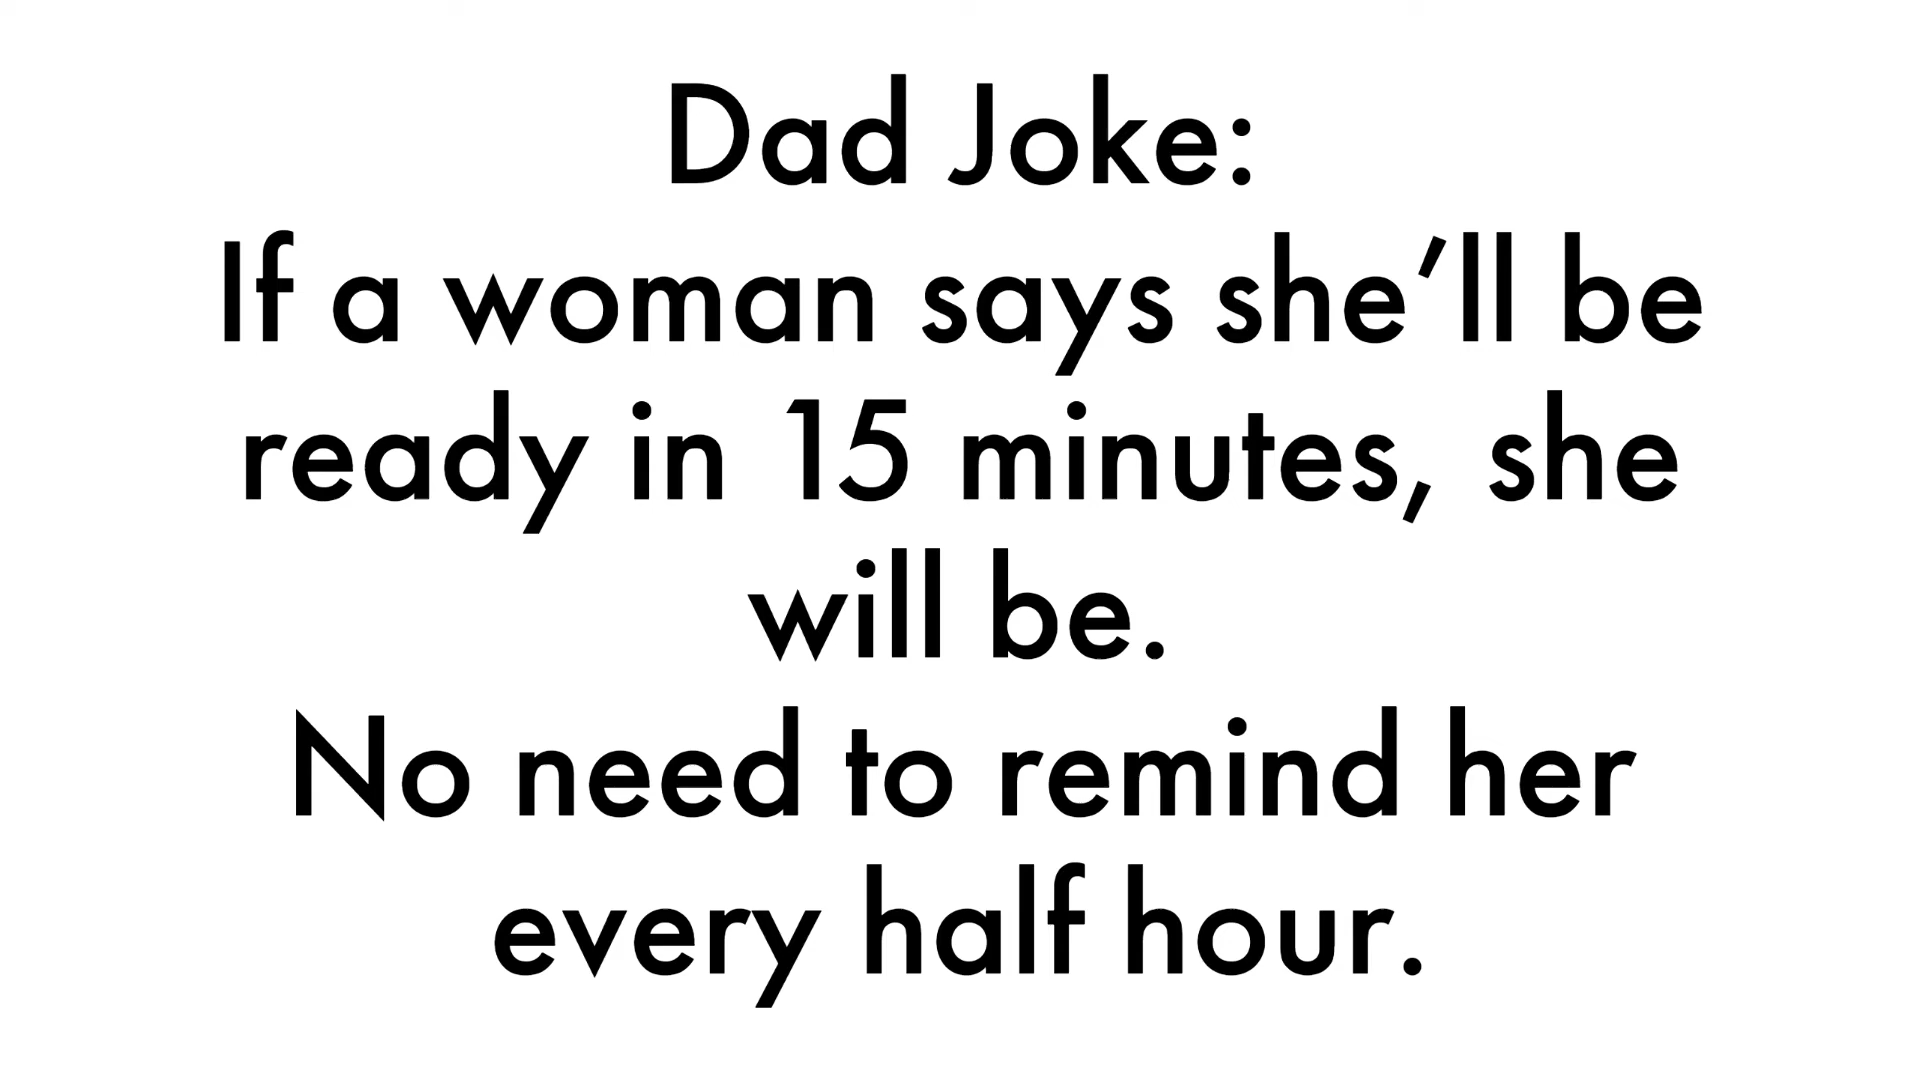 Dad Joke:
If a woman says she’ll be
ready in 15 minutes, she
will be.
No need to remind her
every half hour.